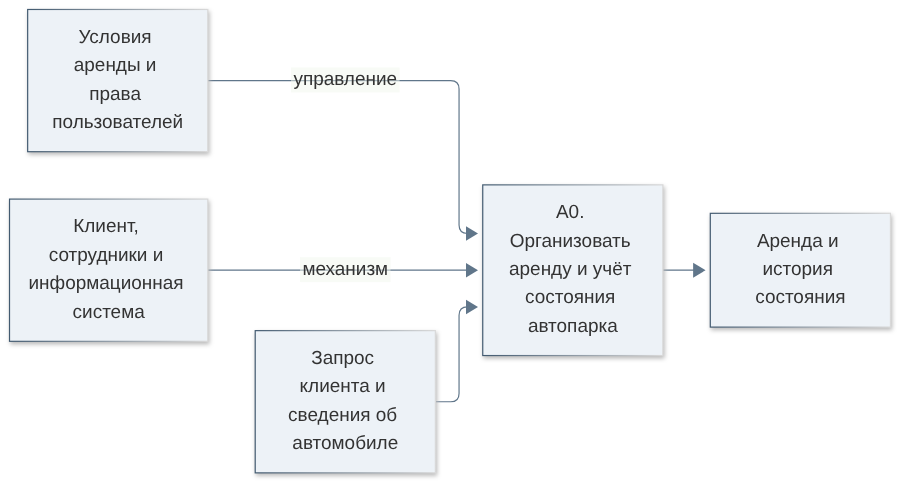 Условия
аренды и
права
пользователей
управление
Клиент,
сотрудники и
информационная
система
механизм
Запрос
клиента и
сведения об
автомобиле
А0.
Организовать
аренду и учёт
состояния
автопарка
Аренда и
история
состояния